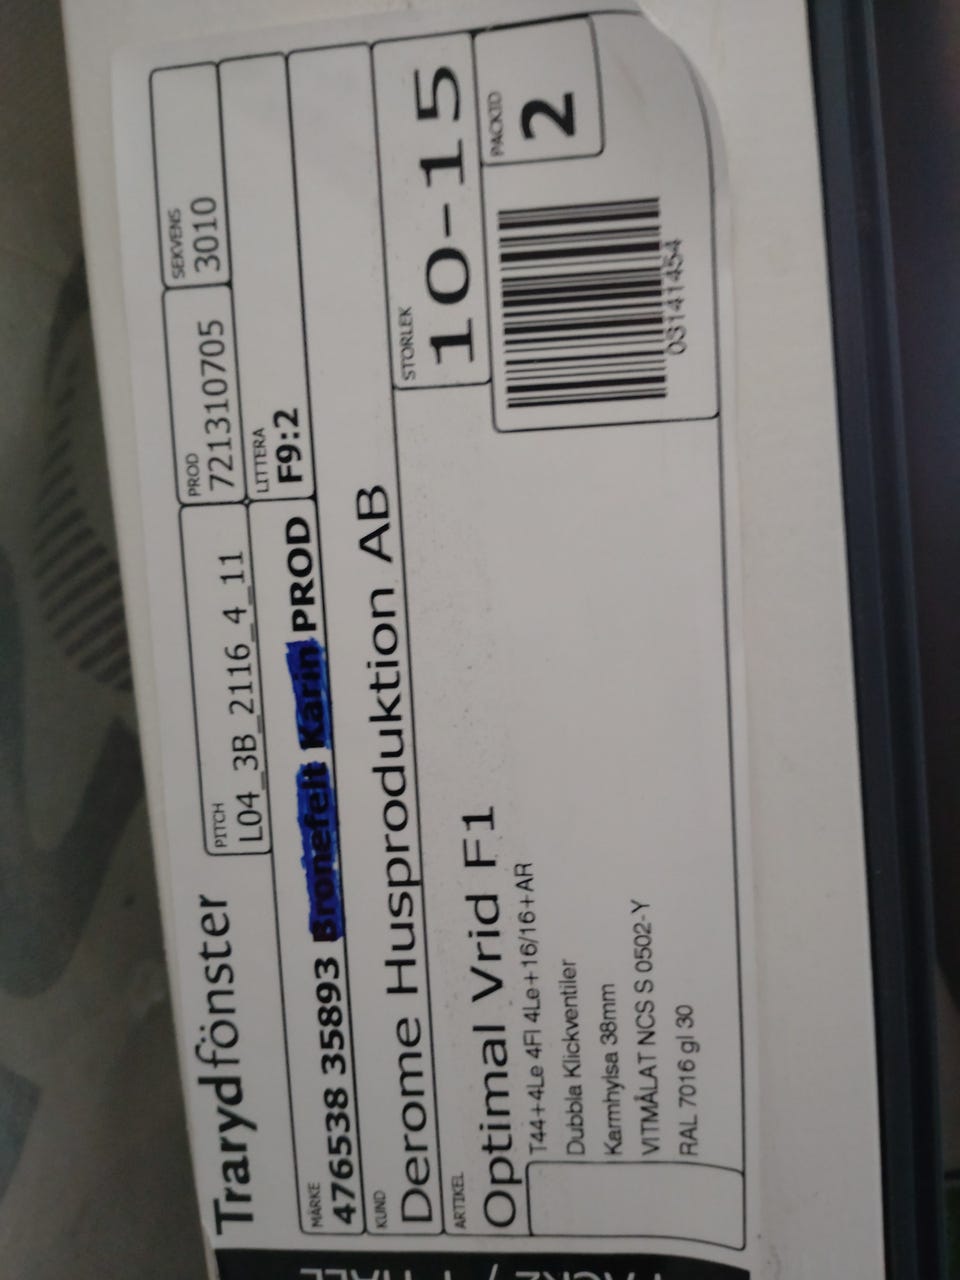 Tarydfönster
PITCH
L04_3B_2116_4_11
PROD
721310705
SEKVENS
3010
MÄRKE
476538 35893 PROD
LITTERA
F9:2
KUND
Derome Husproduktion AB
ARTIKEL
Optimal Vrid F1
STORLEK
10-15
T44+4Le 4Fl 4Le+16/16+AR
Dubbla Klickventiler
Karmhylsa 38mm
VITMÅLAT NCS S 0502-Y
RAL 7016 gl 30
PACKID
2
03141454